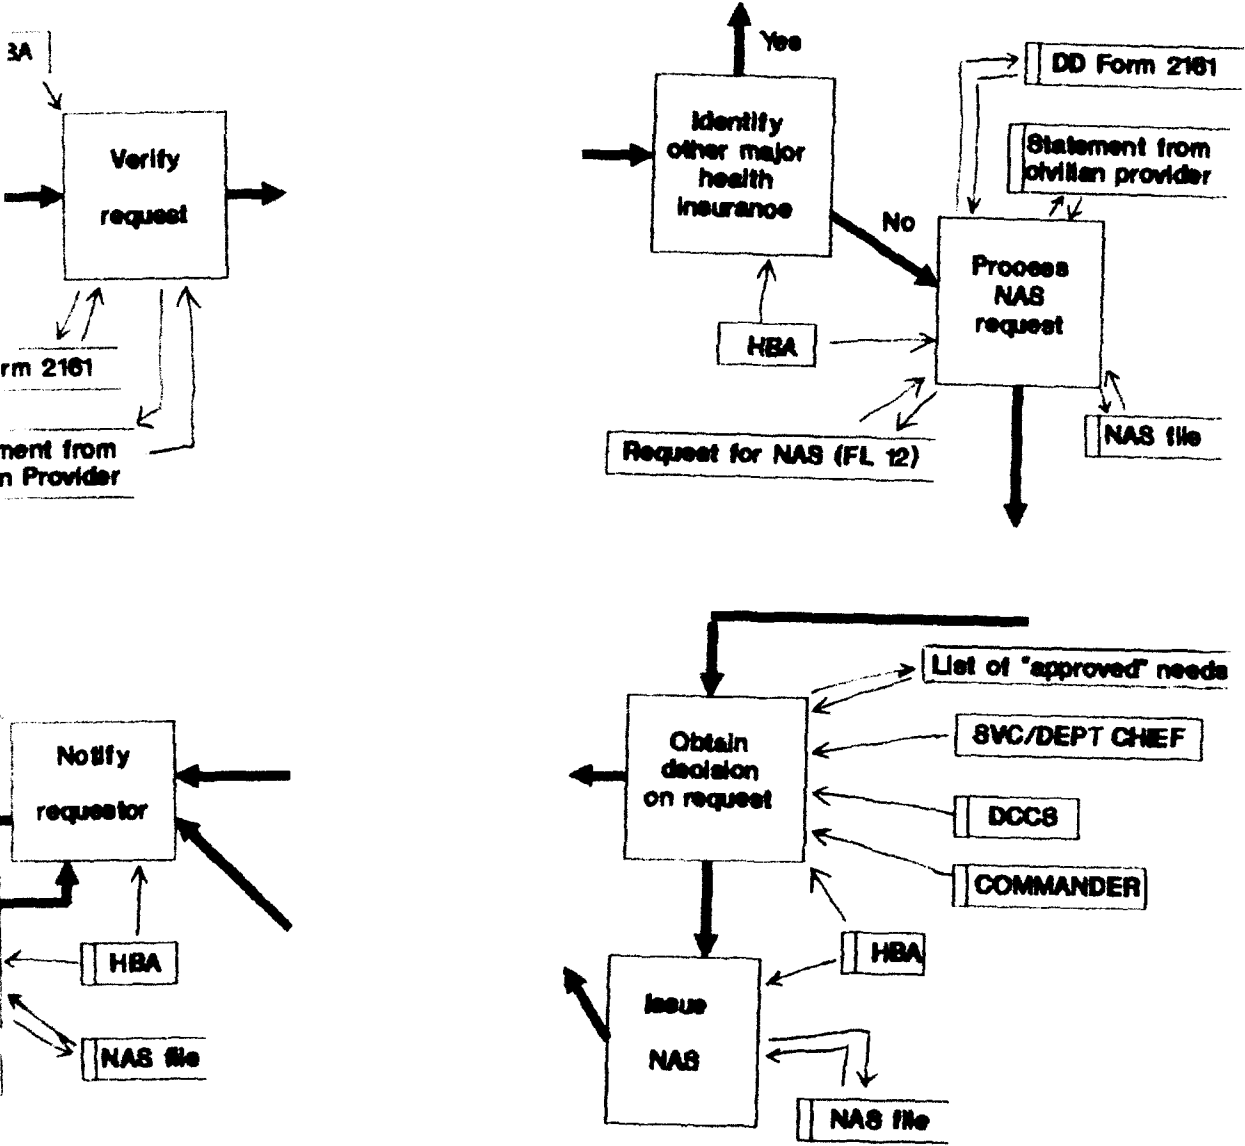 BA
Verify
request
rm 2161
ment from
n Provider
Yes
Identify
other major
health
insurance
No
HBA
DD Form 2161
Statement from
civilian provider
Process
NAS
request
Request for NAS (FL 12)
NAS file
Notify
requestor
HBA
NAS file
Obtain
decision
on request
List of "approved" needs
SVC/DEPT CHIEF
DCCS
COMMANDER
HBA
Issue
NAS
NAS file